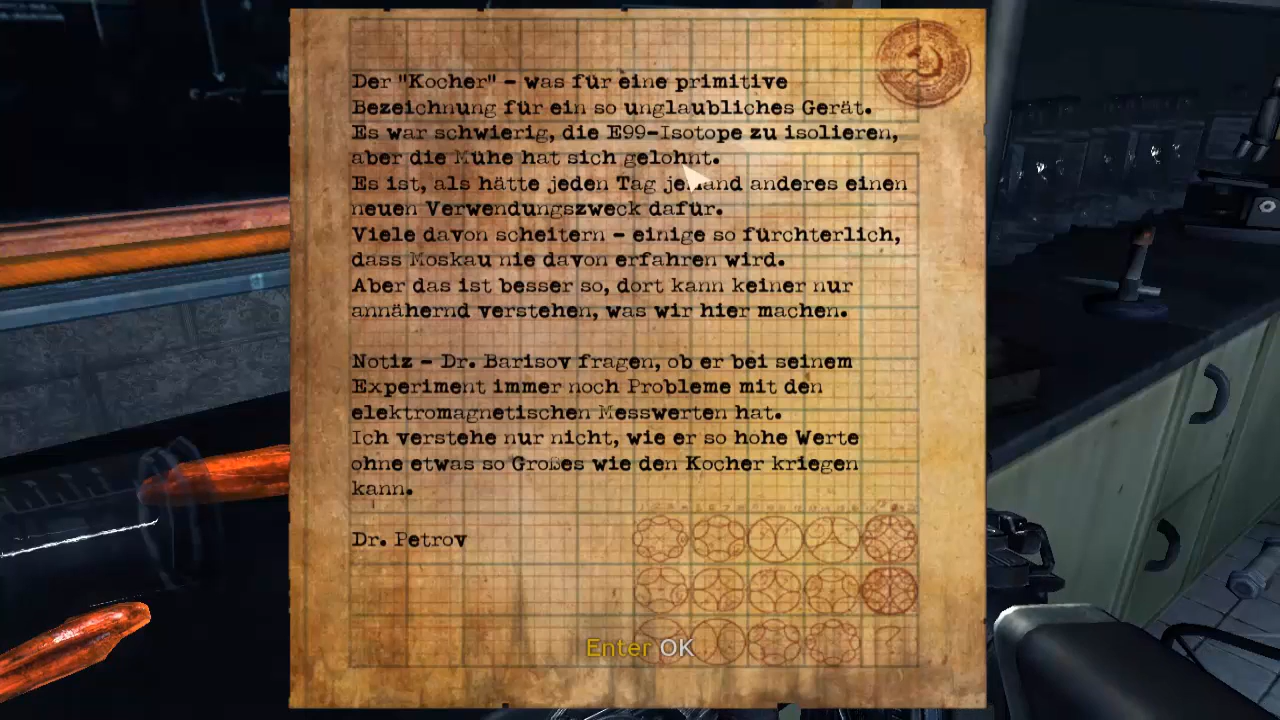 Der "Kocher" – was für eine primitive
Bezeichnung für ein so unglaubliches Gerät.
Es war schwierig, die E99-Isotope zu isolieren,
aber die Mühe hat sich gelohnt.
Es ist, als hätte jeden Tag jemand anderes einen
neuen Verwendungszweck dafür.
Viele davon scheitern – einige so fürchterlich,
dass Moskau nie davon erfahren wird.
Aber das ist besser so, dort kann keiner nur
annähernd verstehen, was wir hier machen.
Notiz – Dr. Barisov fragen, ob er bei seinem
Experiment immer noch Probleme mit den
elektromagnetischen Messwerten hat.
Ich verstehe nur nicht, wie er so hohe Werte
ohne etwas so Großes wie den Kocher kriegen
kann.
Dr. Petrov
?
Enter OK